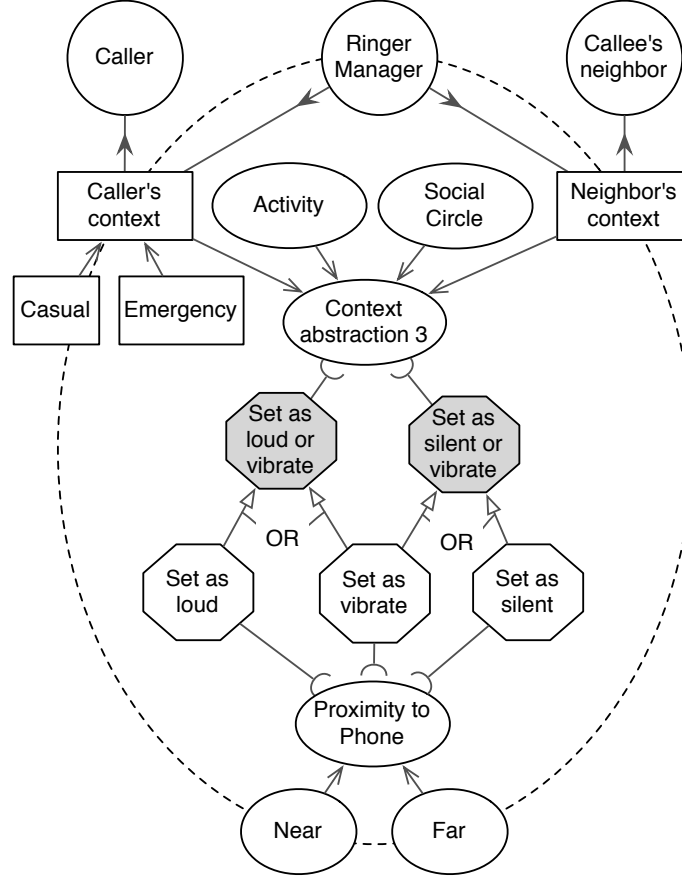 Caller
Ringer
Manager
Callee's
neighbor
Caller's
context
Activity
Social
Circle
Neighbor's
context
Casual
Emergency
Context
abstraction 3
Set as
loud or
vibrate
Set as
silent or
vibrate
OR
OR
Set as
loud
Set as
vibrate
Set as
silent
Proximity to
Phone
Near
Far